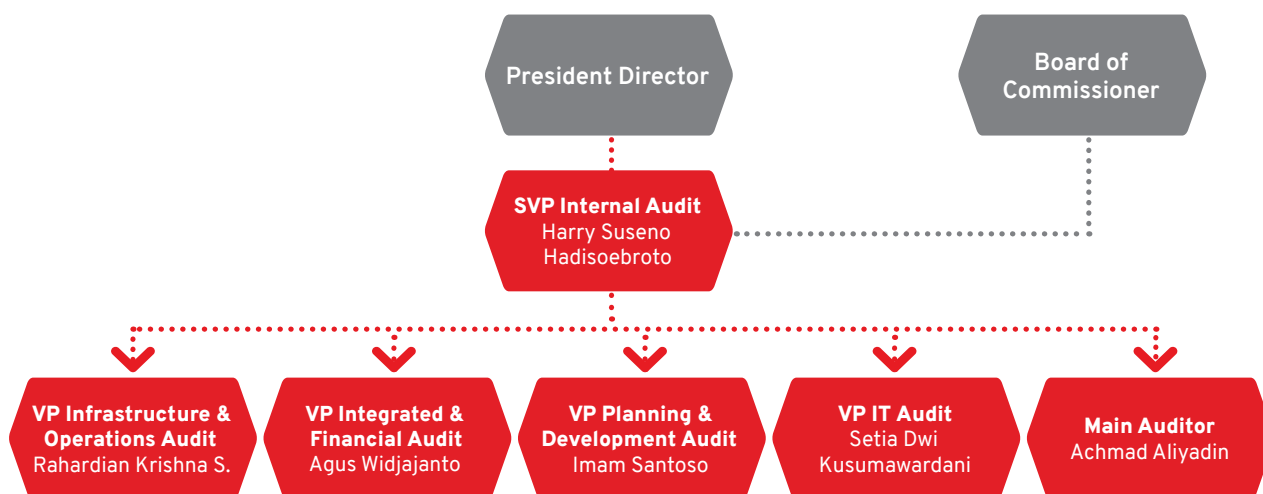 President Director
Board of
Commissioner
SVP Internal Audit
Harry Suseno
Hadisoebroto
VP Infrastructure &
Operations Audit
Rahardian Krishna S.
VP Integrated &
Financial Audit
Agus Widjajanto
VP Planning &
Development Audit
Imam Santoso
VP IT Audit
Setia Dwi
Kusumawardani
Main Auditor
Achmad Aliyadin